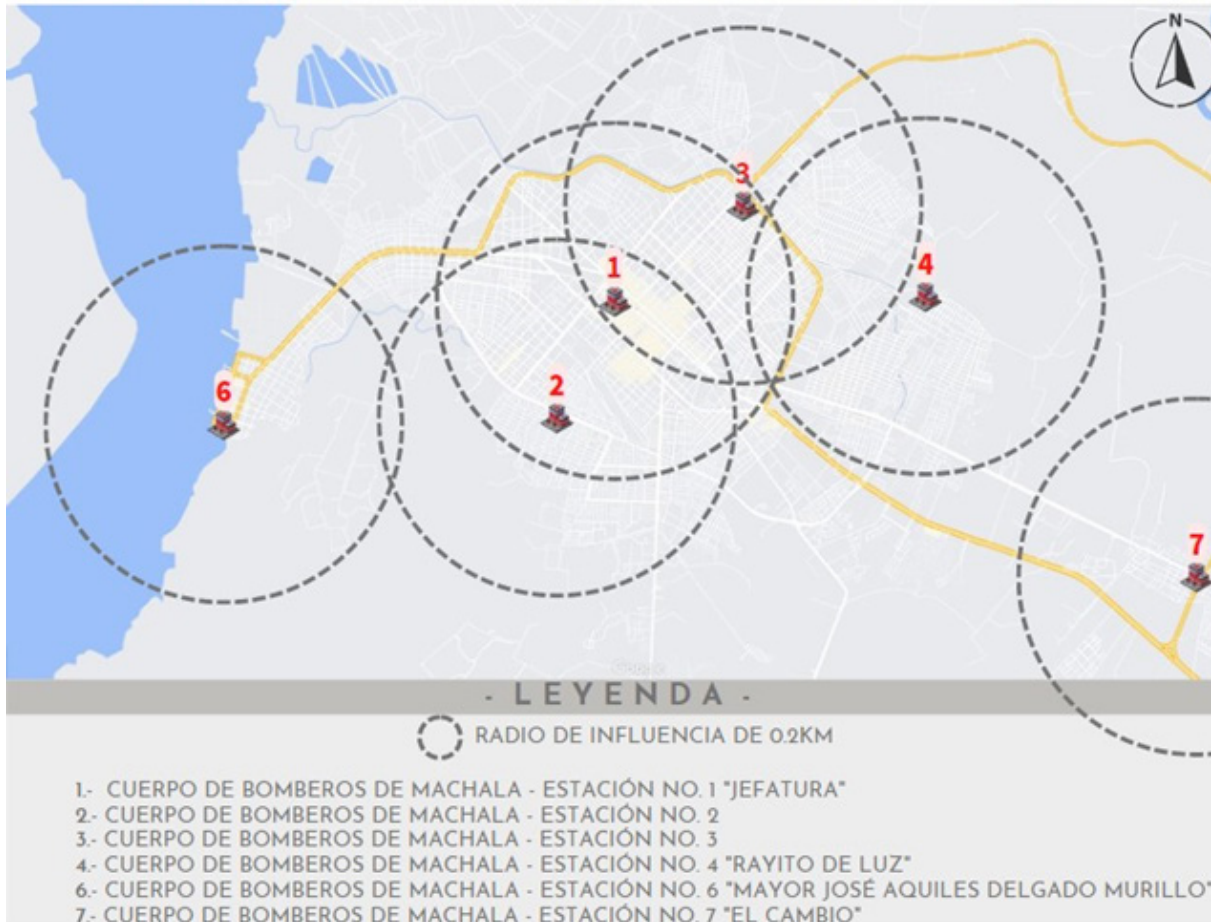 N
3
4
1
2
6
7
- LEYENDA -
RADIO DE INFLUENCIA DE 0.2KM
1.- CUERPO DE BOMBEROS DE MACHALA - ESTACIÓN NO. 1 "JEFATURA"
2.- CUERPO DE BOMBEROS DE MACHALA - ESTACIÓN NO. 2
3.- CUERPO DE BOMBEROS DE MACHALA - ESTACIÓN NO. 3
4.- CUERPO DE BOMBEROS DE MACHALA - ESTACIÓN NO. 4 "RAYITO DE LUZ"
6.- CUERPO DE BOMBEROS DE MACHALA - ESTACIÓN NO. 6 "MAYOR JOSÉ AQUILES DELGADO MURILLO"
7.- CUERPO DE BOMBEROS DE MACHALA - ESTACIÓN NO. 7 "EL CAMBIO"